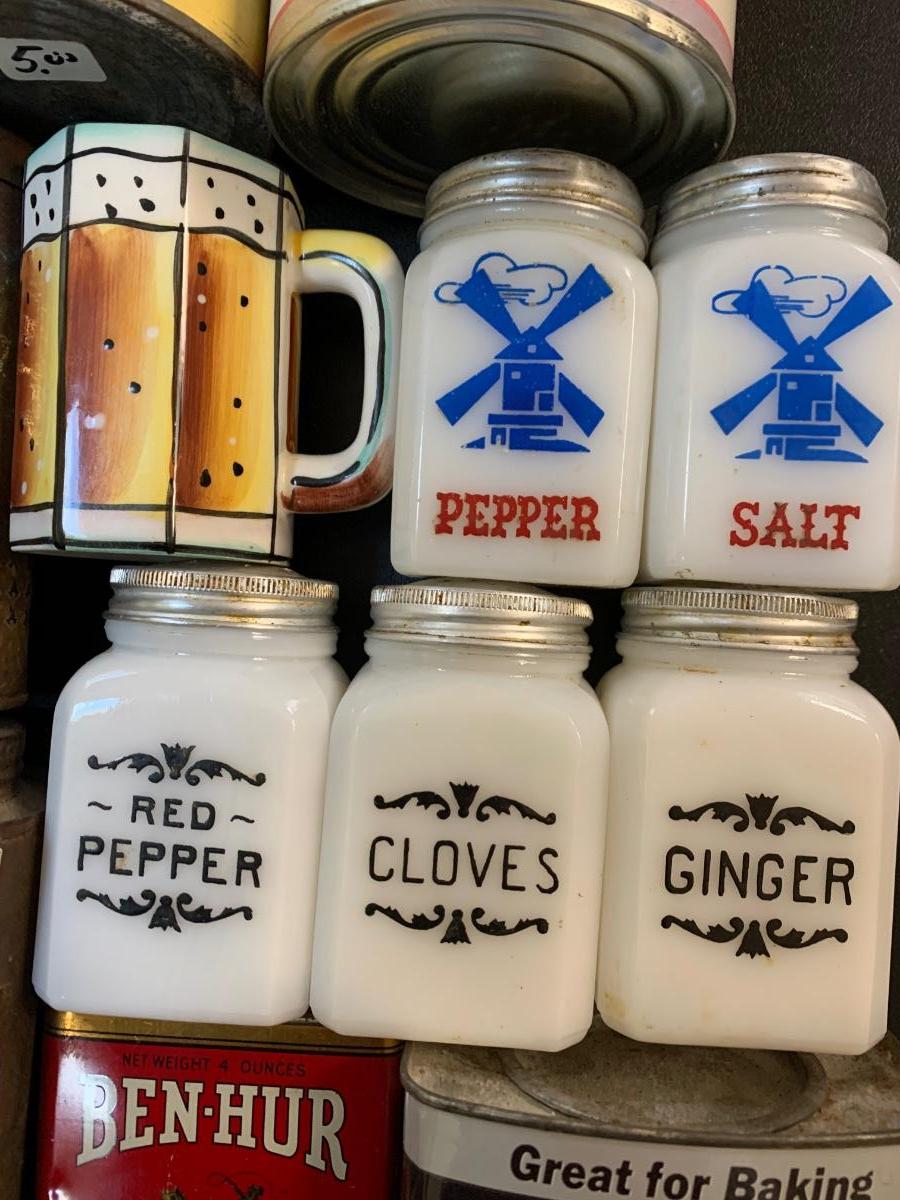 5.00
PEPPER
SALT
~ RED ~
PEPPER
CLOVES
GINGER
NET WEIGHT 4 OUNCES
BEN-HUR
Great for Baking